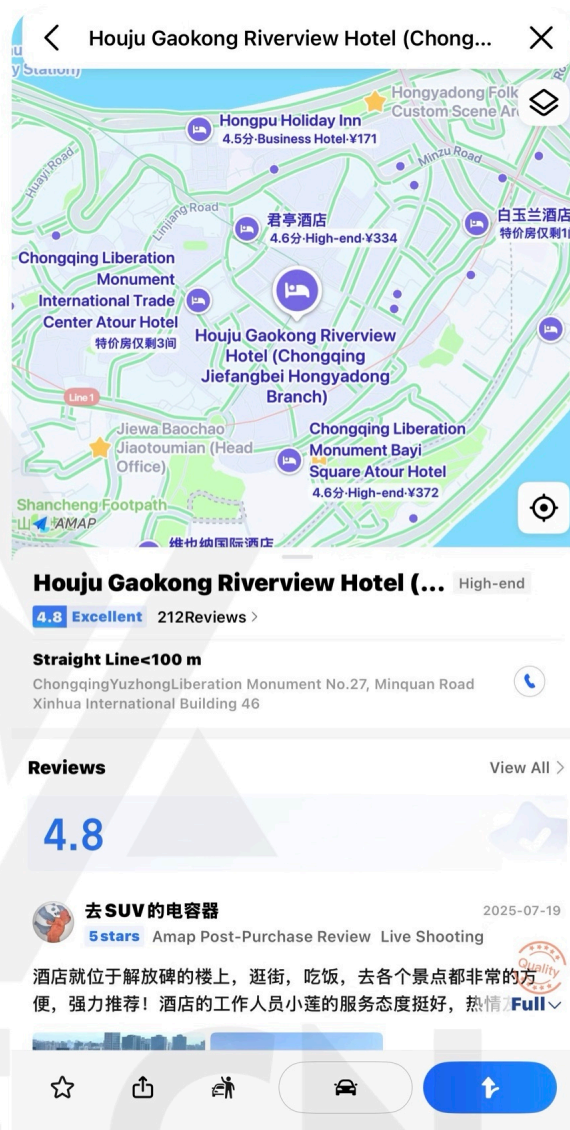 Houju Gaokong Riverview Hotel (Chong...
y Station)
Hongyadong Folk
Custom Scene Are
Hongpu Holiday Inn
4.5分·Business Hotel·¥171
Minzu Road
Huayi Road
Linjiang Road
君亭酒店
4.6分·High-end·¥334
白玉兰酒店
特价房仅剩1
Chongqing Liberation
Monument
International Trade
Center Atour Hotel
特价房仅剩3间
Houju Gaokong Riverview
Hotel (Chongqing
Jiefangbei Hongyadong
Branch)
Line 1
Jiewa Baochao
Jiaotoumian (Head
Office)
Chongqing Liberation
Monument Bayi
Square Atour Hotel
4.6分·High-end·¥372
Shancheng Footpath
山
AMAP
维也纳国际酒店
Houju Gaokong Riverview Hotel (... High-end
4.8 Excellent 212Reviews
Straight Line<100 m
ChongqingYuzhongLiberation Monument No.27, Minquan Road
Xinhua International Building 46
Reviews View All
4.8
去SUV的电容器 2025-07-19
5stars Amap Post-Purchase Review Live Shooting
Quality
酒店就位于解放碑的楼上，逛街，吃饭，去各个景点都非常的方
便，强力推荐！酒店的工作人员小莲的服务态度挺好，热情 Full